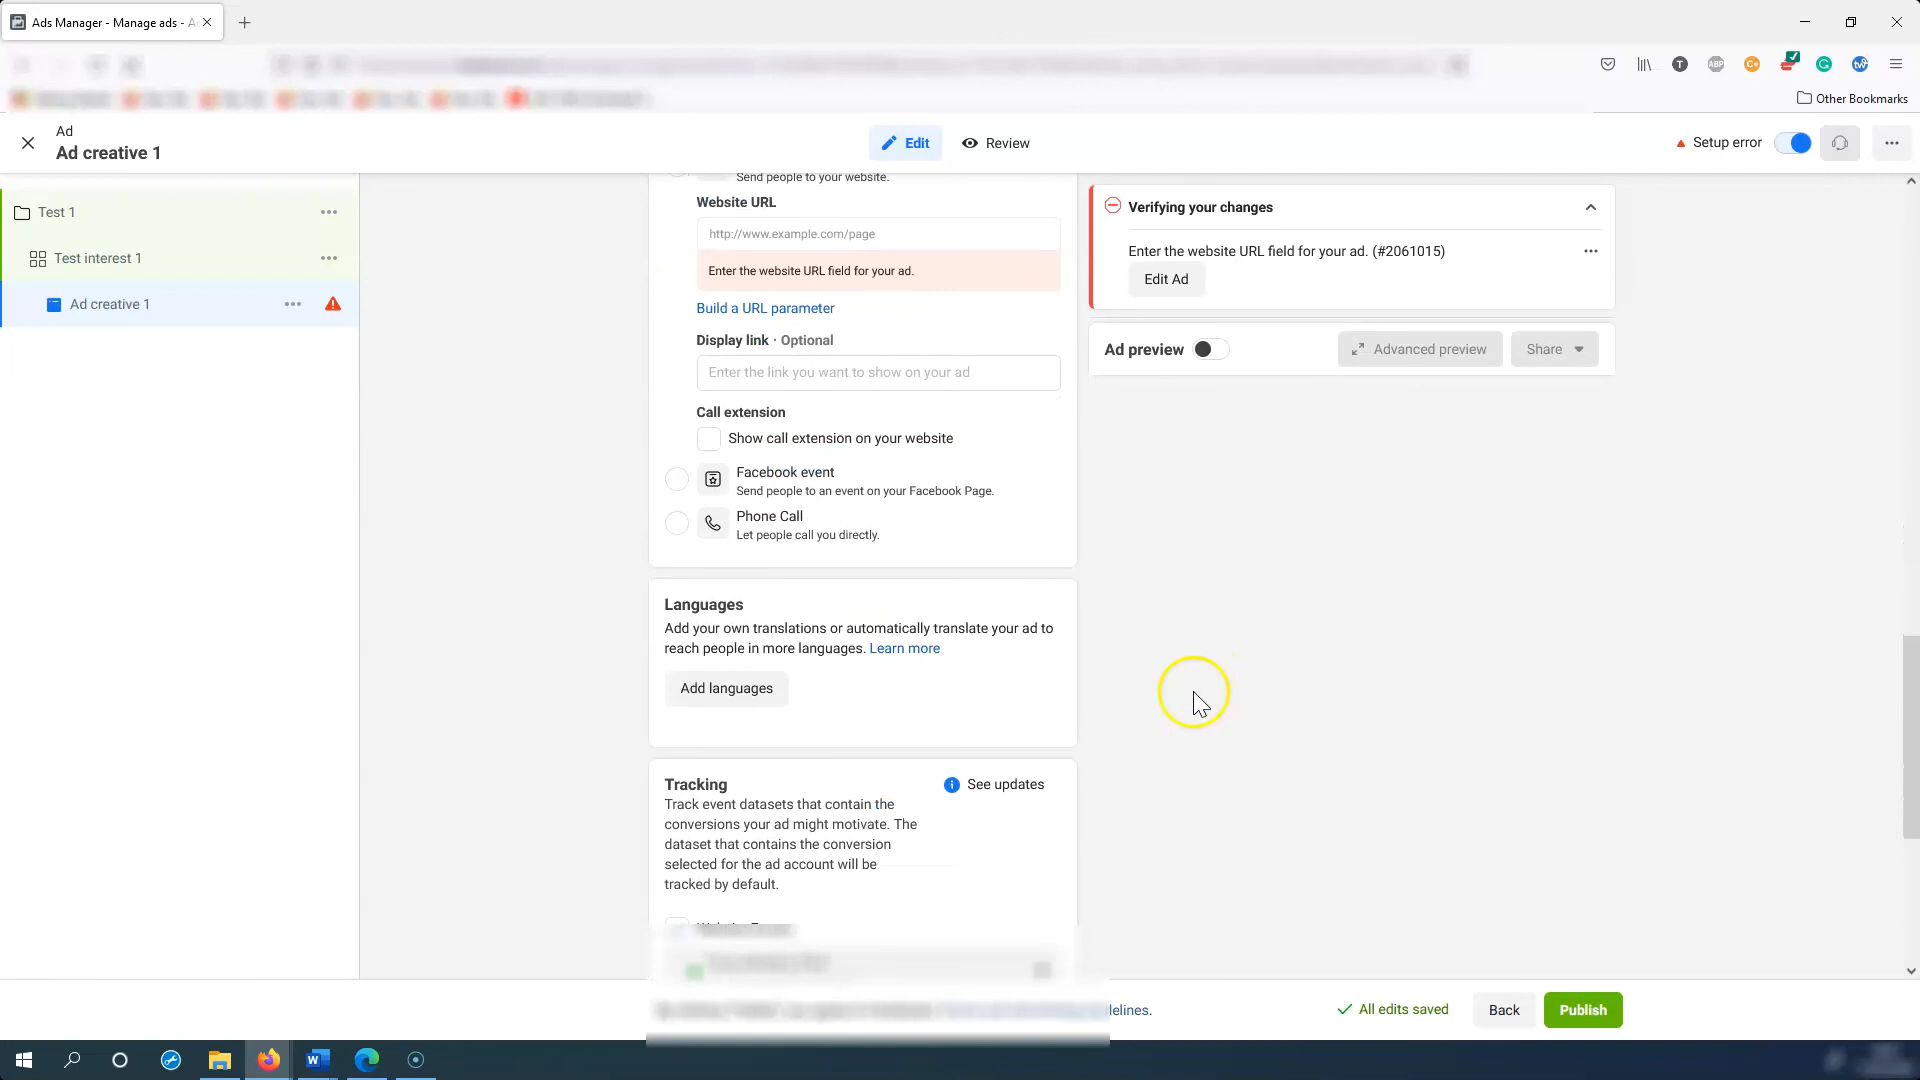 Ads Manager - Manage ads - A
Other Bookmarks
Ad
Ad creative 1
Edit
Review
Setup error
Test 1
Test interest 1
Ad creative 1
Send people to your website.
Website URL
http://www.example.com/page
Enter the website URL field for your ad.
Build a URL parameter
Display link · Optional
Enter the link you want to show on your ad
Call extension
Show call extension on your website
Facebook event
Send people to an event on your Facebook Page.
Phone Call
Let people call you directly.
Languages
Add your own translations or automatically translate your ad to
reach people in more languages. Learn more
Add languages
Tracking
See updates
Track event datasets that contain the
conversions your ad might motivate. The
dataset that contains the conversion
selected for the ad account will be
tracked by default.
Verifying your changes
Enter the website URL field for your ad. (#2061015)
Edit Ad
Ad preview
Advanced preview
Share
lelines.
All edits saved
Back
Publish